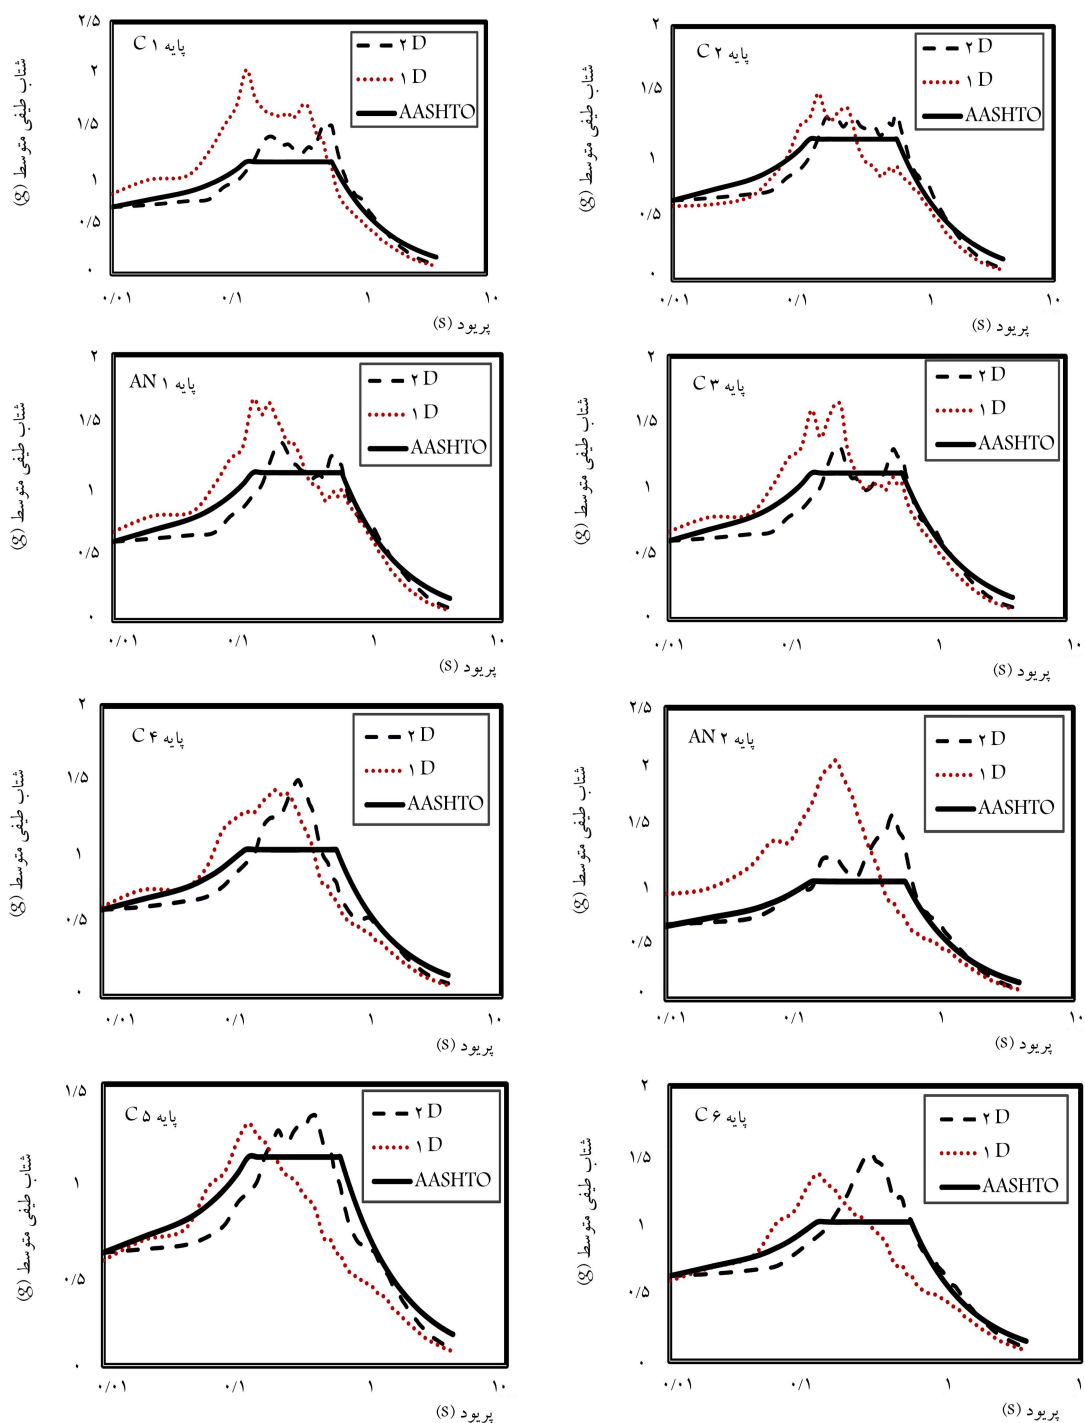 پایه C۱
۲D
۱D
AASHTO
شتاب طیفی متوسط (g)
۲/۵
۲
۱/۵
۱
۰/۵
۰
۰/۰۱
۰/۱
۱
۱۰
پریود (s)
پایه C۲
۲D
۱D
AASHTO
شتاب طیفی متوسط (g)
۲
۱/۵
۱
۰/۵
۰
۰/۰۱
۰/۱
۱
۱۰
پریود (s)
پایه AN۱
۲D
۱D
AASHTO
شتاب طیفی متوسط (g)
۲
۱/۵
۱
۰/۵
۰
۰/۰۱
۰/۱
۱
۱۰
پریود (s)
پایه C۳
۲D
۱D
AASHTO
شتاب طیفی متوسط (g)
۲
۱/۵
۱
۰/۵
۰
۰/۰۱
۰/۱
۱
۱۰
پریود (s)
پایه C۴
۲D
۱D
AASHTO
شتاب طیفی متوسط (g)
۲
۱/۵
۱
۰/۵
۰
۰/۰۱
۰/۱
۱
۱۰
پریود (s)
پایه AN۲
۲D
۱D
AASHTO
شتاب طیفی متوسط (g)
۲/۵
۲
۱/۵
۱
۰/۵
۰
۰/۰۱
۰/۱
۱
۱۰
پریود (s)
پایه C۵
۲D
۱D
AASHTO
شتاب طیفی متوسط (g)
۱/۵
۱
۰/۵
۰
۰/۰۱
۰/۱
۱
۱۰
پریود (s)
پایه C۶
۲D
۱D
AASHTO
شتاب طیفی متوسط (g)
۲
۱/۵
۱
۰/۵
۰
۰/۰۱
۰/۱
۱
۱
پریود (s)